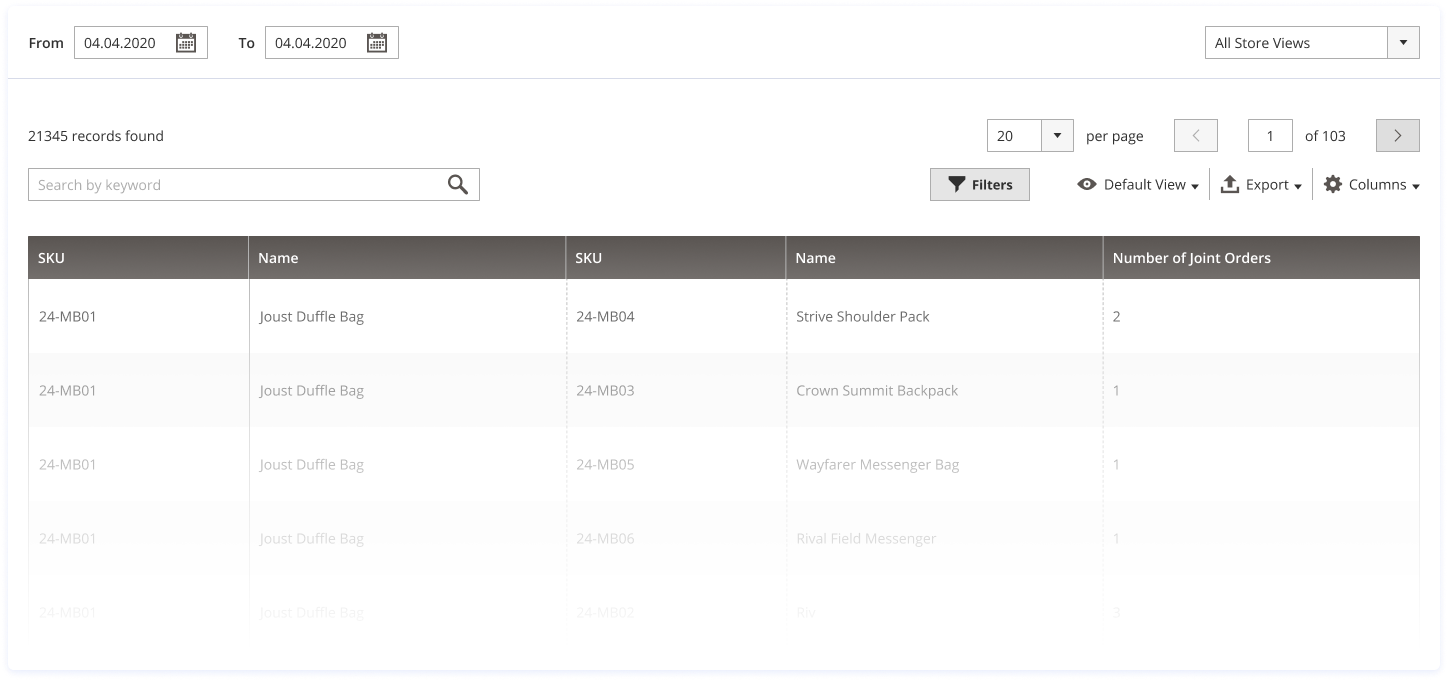 From 04.04.2020 To 04.04.2020 All Store Views
21345 records found 20 per page 1 of 103
Search by keyword Filters Default View Export Columns
SKU Name SKU Name Number of Joint Orders
24-MB01 Joust Duffle Bag 24-MB04 Strive Shoulder Pack 2
24-MB01 Joust Duffle Bag 24-MB03 Crown Summit Backpack 1
24-MB01 Joust Duffle Bag 24-MB05 Wayfarer Messenger Bag 1
24-MB01 Joust Duffle Bag 24-MB06 Rival Field Messenger 1
24-MB01 Joust Duffle Bag 24-MB02 Riv 3